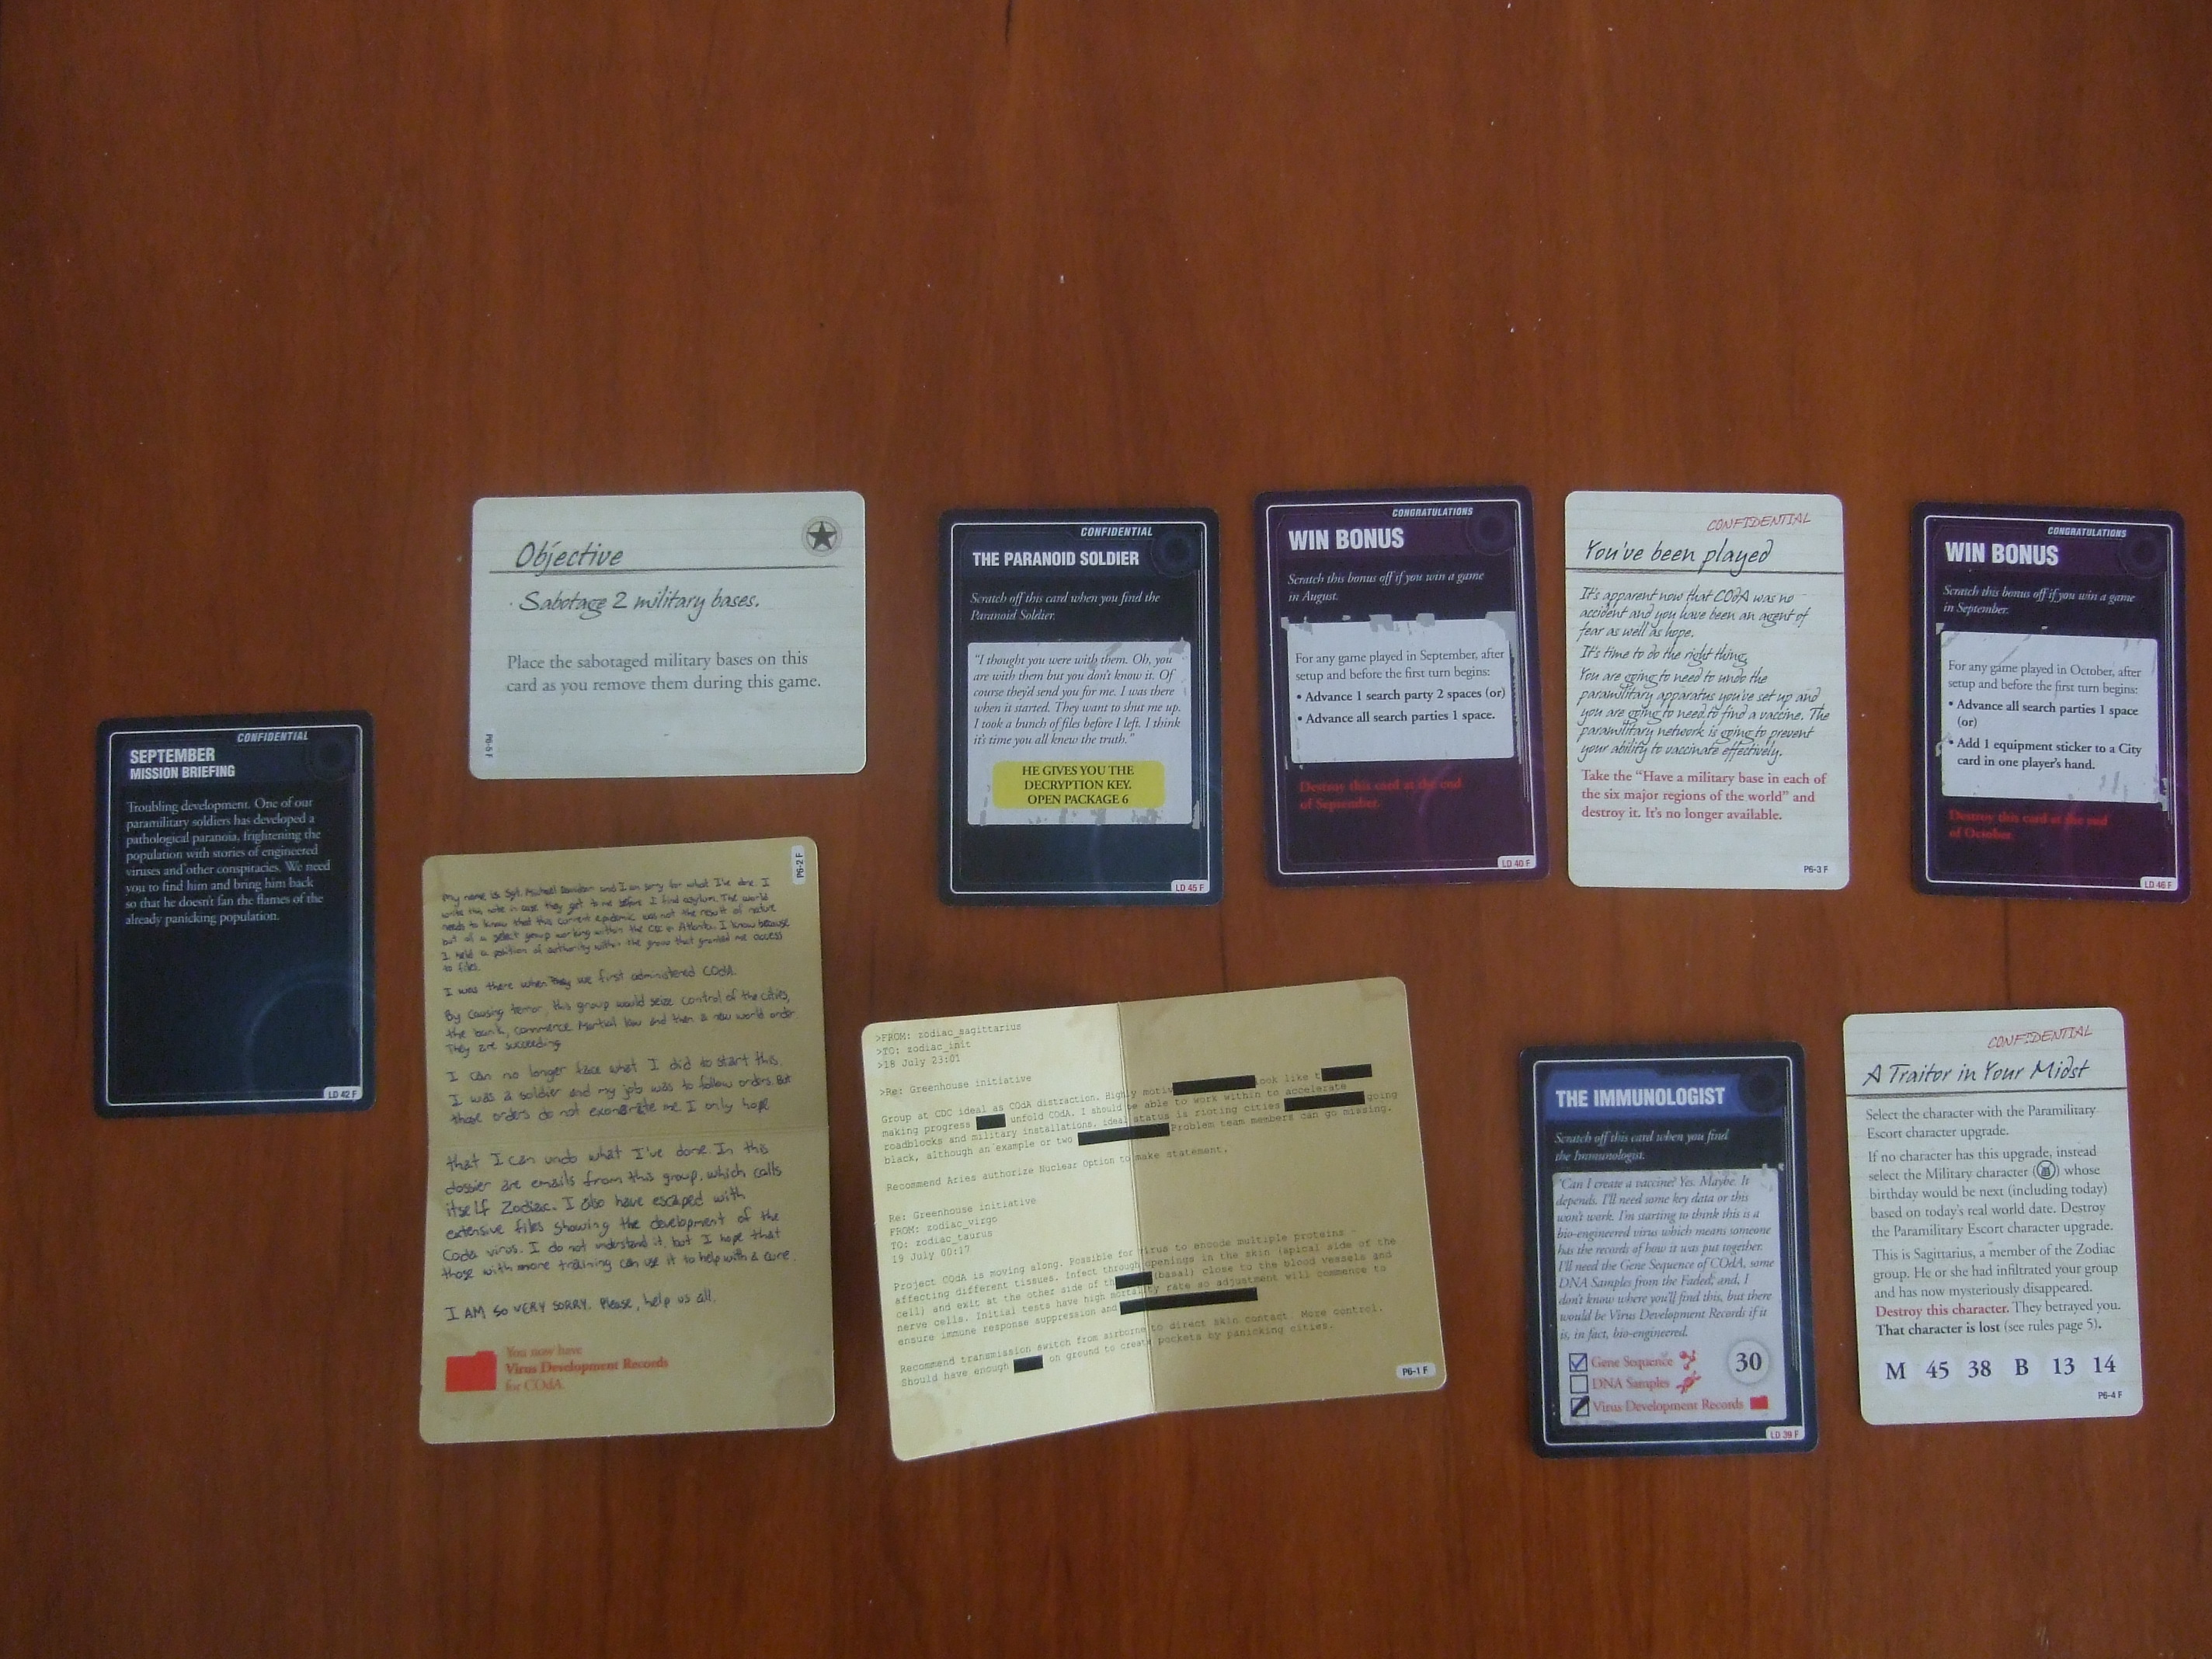 CONFIDENTIAL
SEPTEMBER
MISSION BRIEFING
Troubling development. One of our
paramilitary soldiers has developed a
pathological paranoia, frightening the
population with stories of engineered
viruses and other conspiracies. We need
you to find him and bring him back
so that he doesn't fan the flames of the
already panicking population.
LD 42 F
Objective
Sabotage 2 military bases.
Place the sabotaged military bases on this
card as you remove them during this game.
P6-2 F
My name is Sgt. and I am sorry for what I've done. I
write this note in case they get to me before I find asylum. The world
needs to know that this current epidemic was not the result of nature
but of a select group working within the CDC in Atlanta. I know because
I held a position of authority within the group that granted me access
to files.
I was there when we first administered COdA.
By causing terror this group would seize control of the cities,
the bank, commence Martial law and then a new world order.
They are succeeding
I can no longer face what I did to start this.
I was a soldier and my job was to follow orders. But
those orders do not exonerate me I only hope
that I can undo what I've done. In this
dossier are emails from this group, which calls
itself Zodiac. I also have escaped with
extensive files showing the development of the
Coda virus. I do not understand it, but I hope that
those with more training can use it to help with a cure.
I AM SO VERY SORRY. Please, help us all.
You now have
Virus Development Records
for COdA.
CONFIDENTIAL
THE PARANOID SOLDIER
Scratch off this card when you find the
Paranoid Soldier.
"I thought you were with them. Oh, you
are with them but you don't know it. Of
course they'd send you for me. I was there
when it started. They want to shut me up.
I took a bunch of files before I left. I think
it's time you all knew the truth."
HE GIVES YOU THE
DECRYPTION KEY.
OPEN PACKAGE 6
LD 45 F
CONGRATULATIONS
WIN BONUS
Scratch this bonus off if you win a game
in August.
For any game played in September, after
setup and before the first turn begins:
• Advance 1 search party 2 spaces (or)
• Advance all search parties 1 space.
Destroy this card at the end
of September.
LD 40 F
CONFIDENTIAL
You've been played
It's apparent now that COdA was no
accident and you have been an agent of
fear as well as hope.
It's time to do the right thing.
You are going to need to undo the
paramilitary apparatus you've set up and
you are going to need to find a vaccine. The
paramilitary network is going to prevent
your ability to vaccinate effectively.
Take the "Have a military base in each of
the six major regions of the world" and
destroy it. It's no longer available.
P6-3 F
CONGRATULATIONS
WIN BONUS
Scratch this bonus off if you win a game
in September.
For any game played in October, after
setup and before the first turn begins:
• Advance all search parties 1 space
(or)
• Add 1 equipment sticker to a City
card in one player's hand.
Destroy this card at the end
of October.
LD 46 F
>FROM: zodiac_sagittarius
>TO: zodiac_init
>18 July 23:01
>Re: Greenhouse initiative
Group at CDC ideal as COdA distraction. Highly motiv ook like t
making progress unfold COdA. I should be able to work within to accelerate
roadblocks and military installations, ideal status is rioting cities going
black, although an example or two Problem team members can go missing.
Recommend Aries authorize Nuclear Option to make statement.
Re: Greenhouse initiative
FROM: zodiac_virgo
TO: zodiac_taurus
19 July 00:17
Project COdA is moving along. Possible for virus to encode multiple proteins -
affecting different tissues. Infect through openings in the skin (apical side of the
cell) and exit at the other side of th (basal) close to the blood vessels and
nerve cells. Initial tests have high mortality rate so adjustment will commence to
ensure immune response suppression and
Recommend transmission switch from airborne to direct skin contact. More control.
Should have enough on ground to create pockets by panicking cities.
P6-1 F
THE IMMUNOLOGIST
Scratch off this card when you find
the Immunologist.
"Can I create a vaccine? Yes. Maybe. It
depends. I'll need some key data or this
won't work. I'm starting to think this is a
bio-engineered virus which means someone
has the records of how it was put together.
I'll need the Gene Sequence of COdA, some
DNA Samples from the Faded; and, I
don't know where you'll find this, but there
would be Virus Development Records if it
is, in fact, bio-engineered.
Gene Sequence
DNA Samples
Virus Development Records
30
LD 39 F
CONFIDENTIAL
A Traitor in Your Midst
Select the character with the Paramilitary
Escort character upgrade.
If no character has this upgrade, instead
select the Military character ( ) whose
birthday would be next (including today)
based on today's real world date. Destroy
the Paramilitary Escort character upgrade.
This is Sagittarius, a member of the Zodiac
group. He or she had infiltrated your group
and has now mysteriously disappeared.
Destroy this character. They betrayed you.
That character is lost (see rules page 5).
M 45 38 B 13 14
P6-4 F